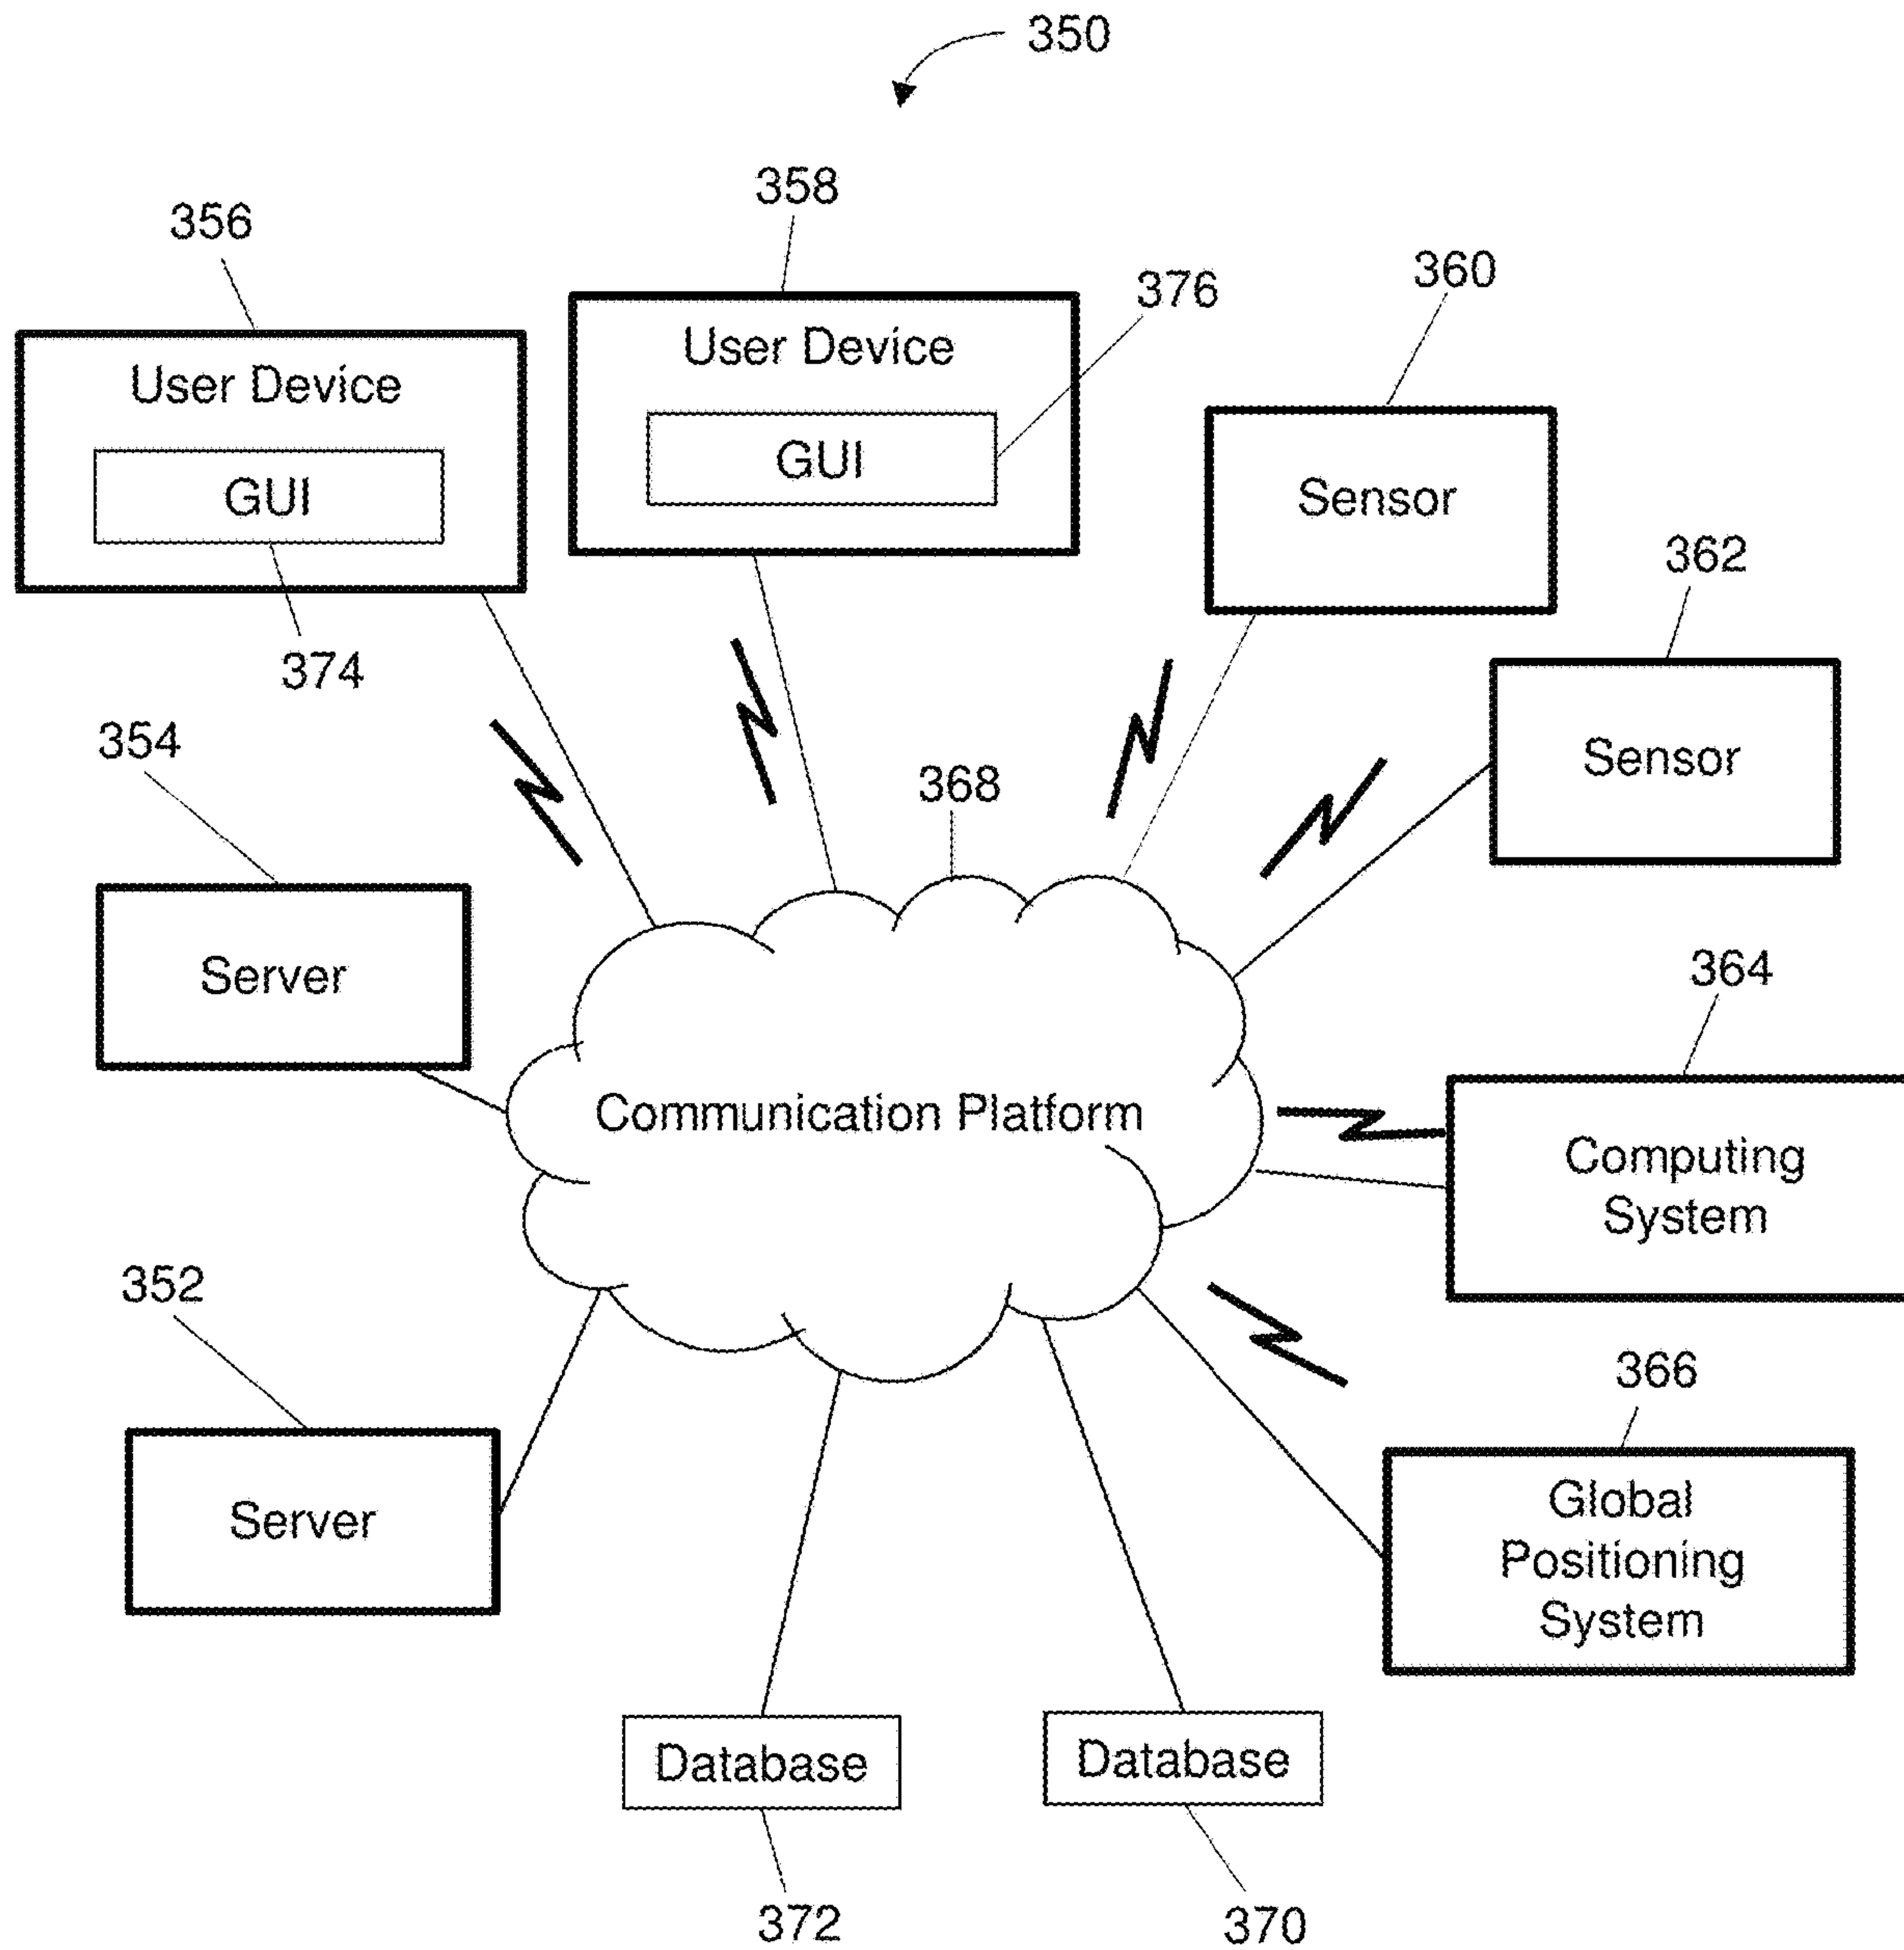 350
358
356
376
360
User Device
User Device
GUI
GUI
Sensor
362
374
354
368
Sensor
Server
364
Communication Platform
Computing
System
352
366
Server
Global
Positioning
System
Database
Database
372
370